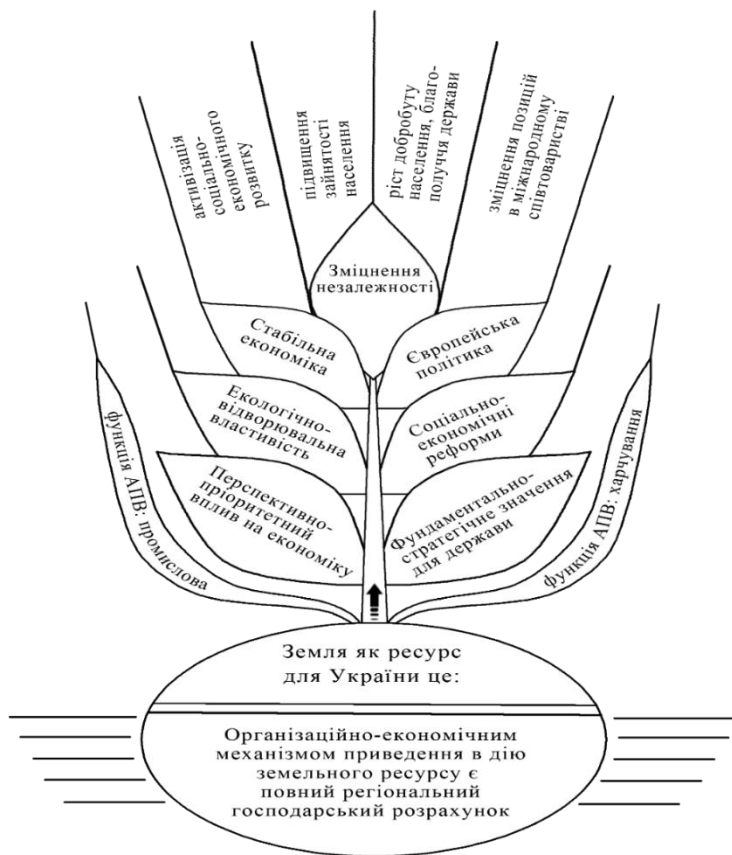 активізація
соціально-
економічного
розвитку
підвищення
зайнятості
населення
ріст добробуту
населення, благо-
получчя держави
зміцнення позицій
в міжнародному
співтоваристві
Зміцнення
незалежності
Стабільна
економіка
Європейська
політика
Екологічно-
відворювальна
властивість
Соціально-
економічні
реформи
Перспективно-
пріоритетний
вплив на економіку
Фундаментально-
стратегічне значення
для держави
функція АПВ: промислова
функція АПВ: харчування
Земля як ресурс
для України це:
Організаційно-економічним
механізмом приведення в дію
земельного ресурсу є
повний регіональний
господарський розрахунок